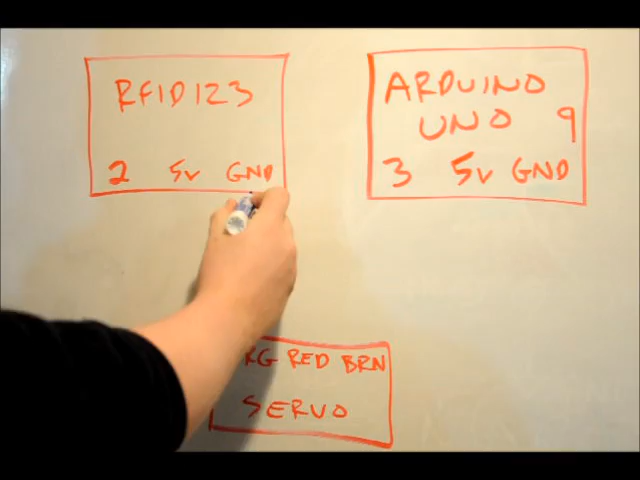 RFID123
2 5v GND
ARDUINO
UNO 9
3 5v GND
RED BRN
SERVO